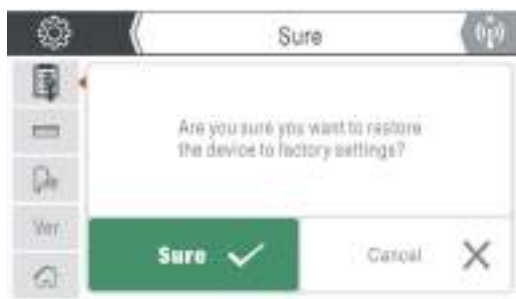 Sure
Are you sure you want to restore
the device to factory settings?
Ver
Sure
Cancel